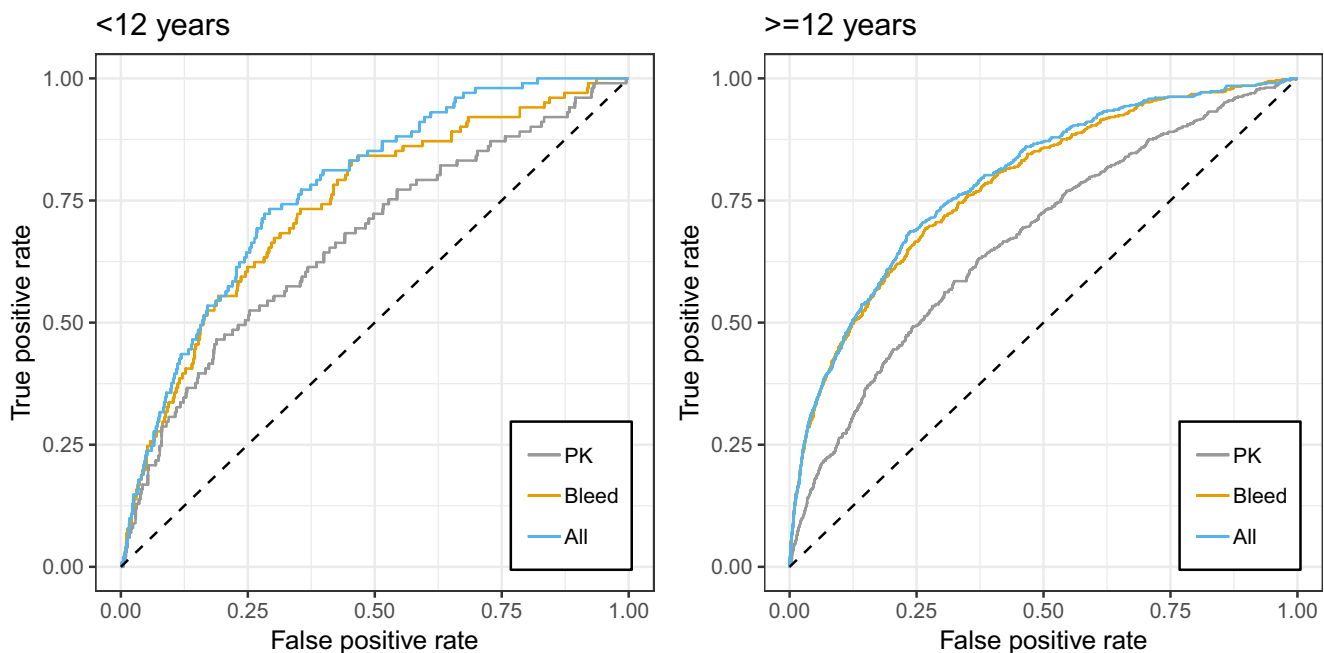 <12 years
1.00
0.75
0.50
0.25
0.00
True positive rate
PK
Bleed
All
0.00 0.25 0.50 0.75 1.00
False positive rate
>=12 years
1.00
0.75
0.50
0.25
0.00
True positive rate
PK
Bleed
All
0.00 0.25 0.50 0.75 1.00
False positive rate